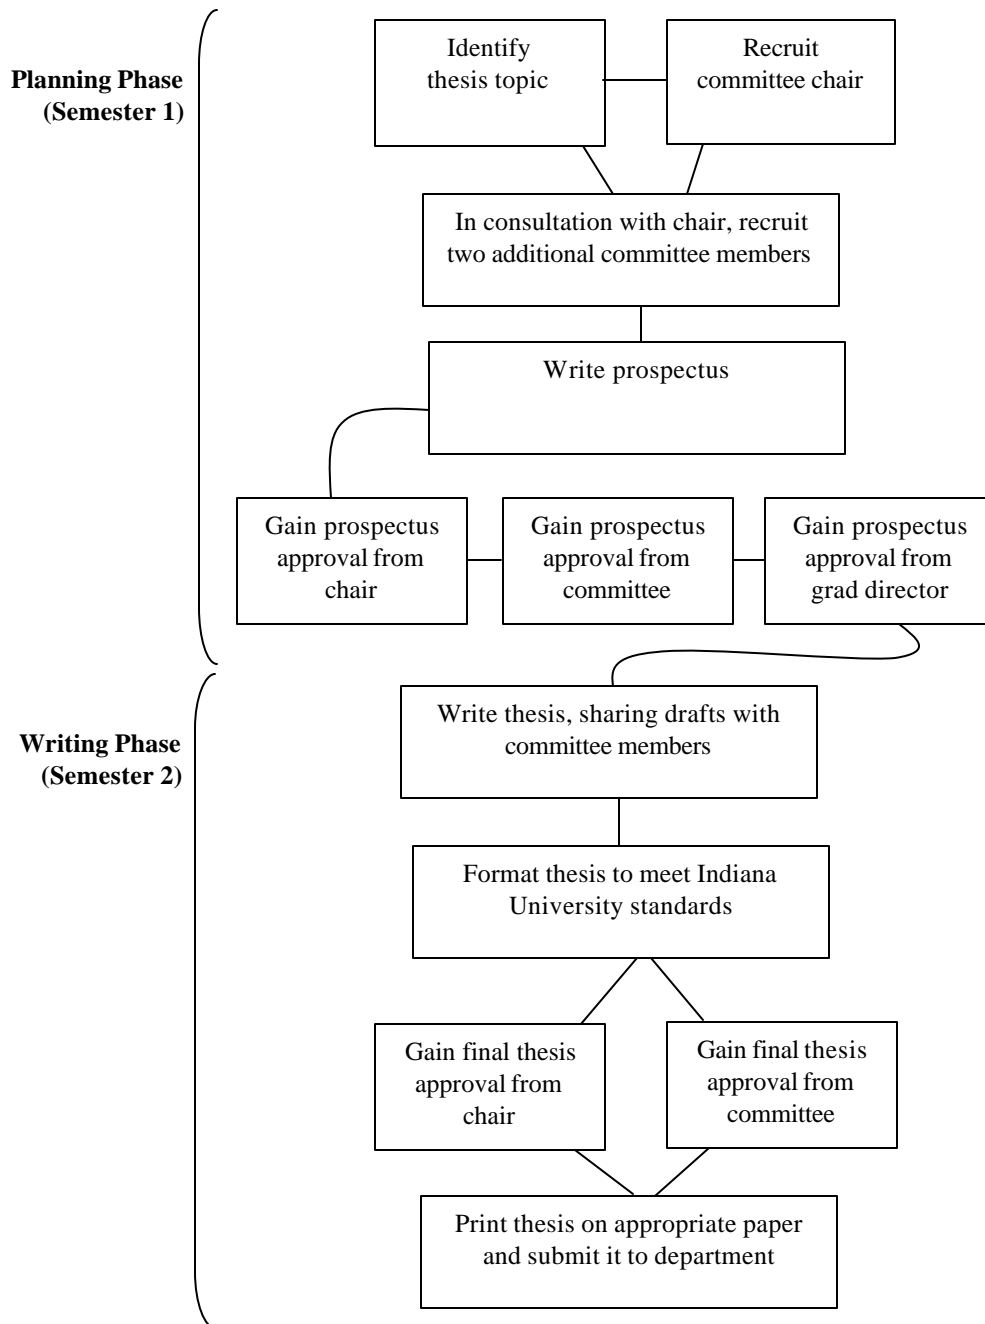 Planning Phase
(Semester 1)
Identify
thesis topic
Recruit
committee chair
In consultation with chair, recruit
two additional committee members
Write prospectus
Gain prospectus
approval from
chair
Gain prospectus
approval from
committee
Gain prospectus
approval from
grad director
Writing Phase
(Semester 2)
Write thesis, sharing drafts with
committee members
Format thesis to meet Indiana
University standards
Gain final thesis
approval from
chair
Gain final thesis
approval from
committee
Print thesis on appropriate paper
and submit it to department